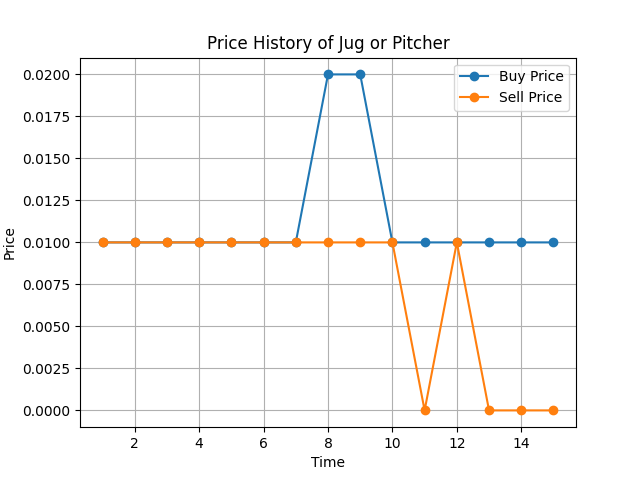 Price History of Jug or Pitcher
0.0200
0.0175
0.0150
0.0125
0.0100
0.0075
0.0050
0.0025
0.0000
Price
Buy Price
Sell Price
2 4 6 8 10 12 14
Time